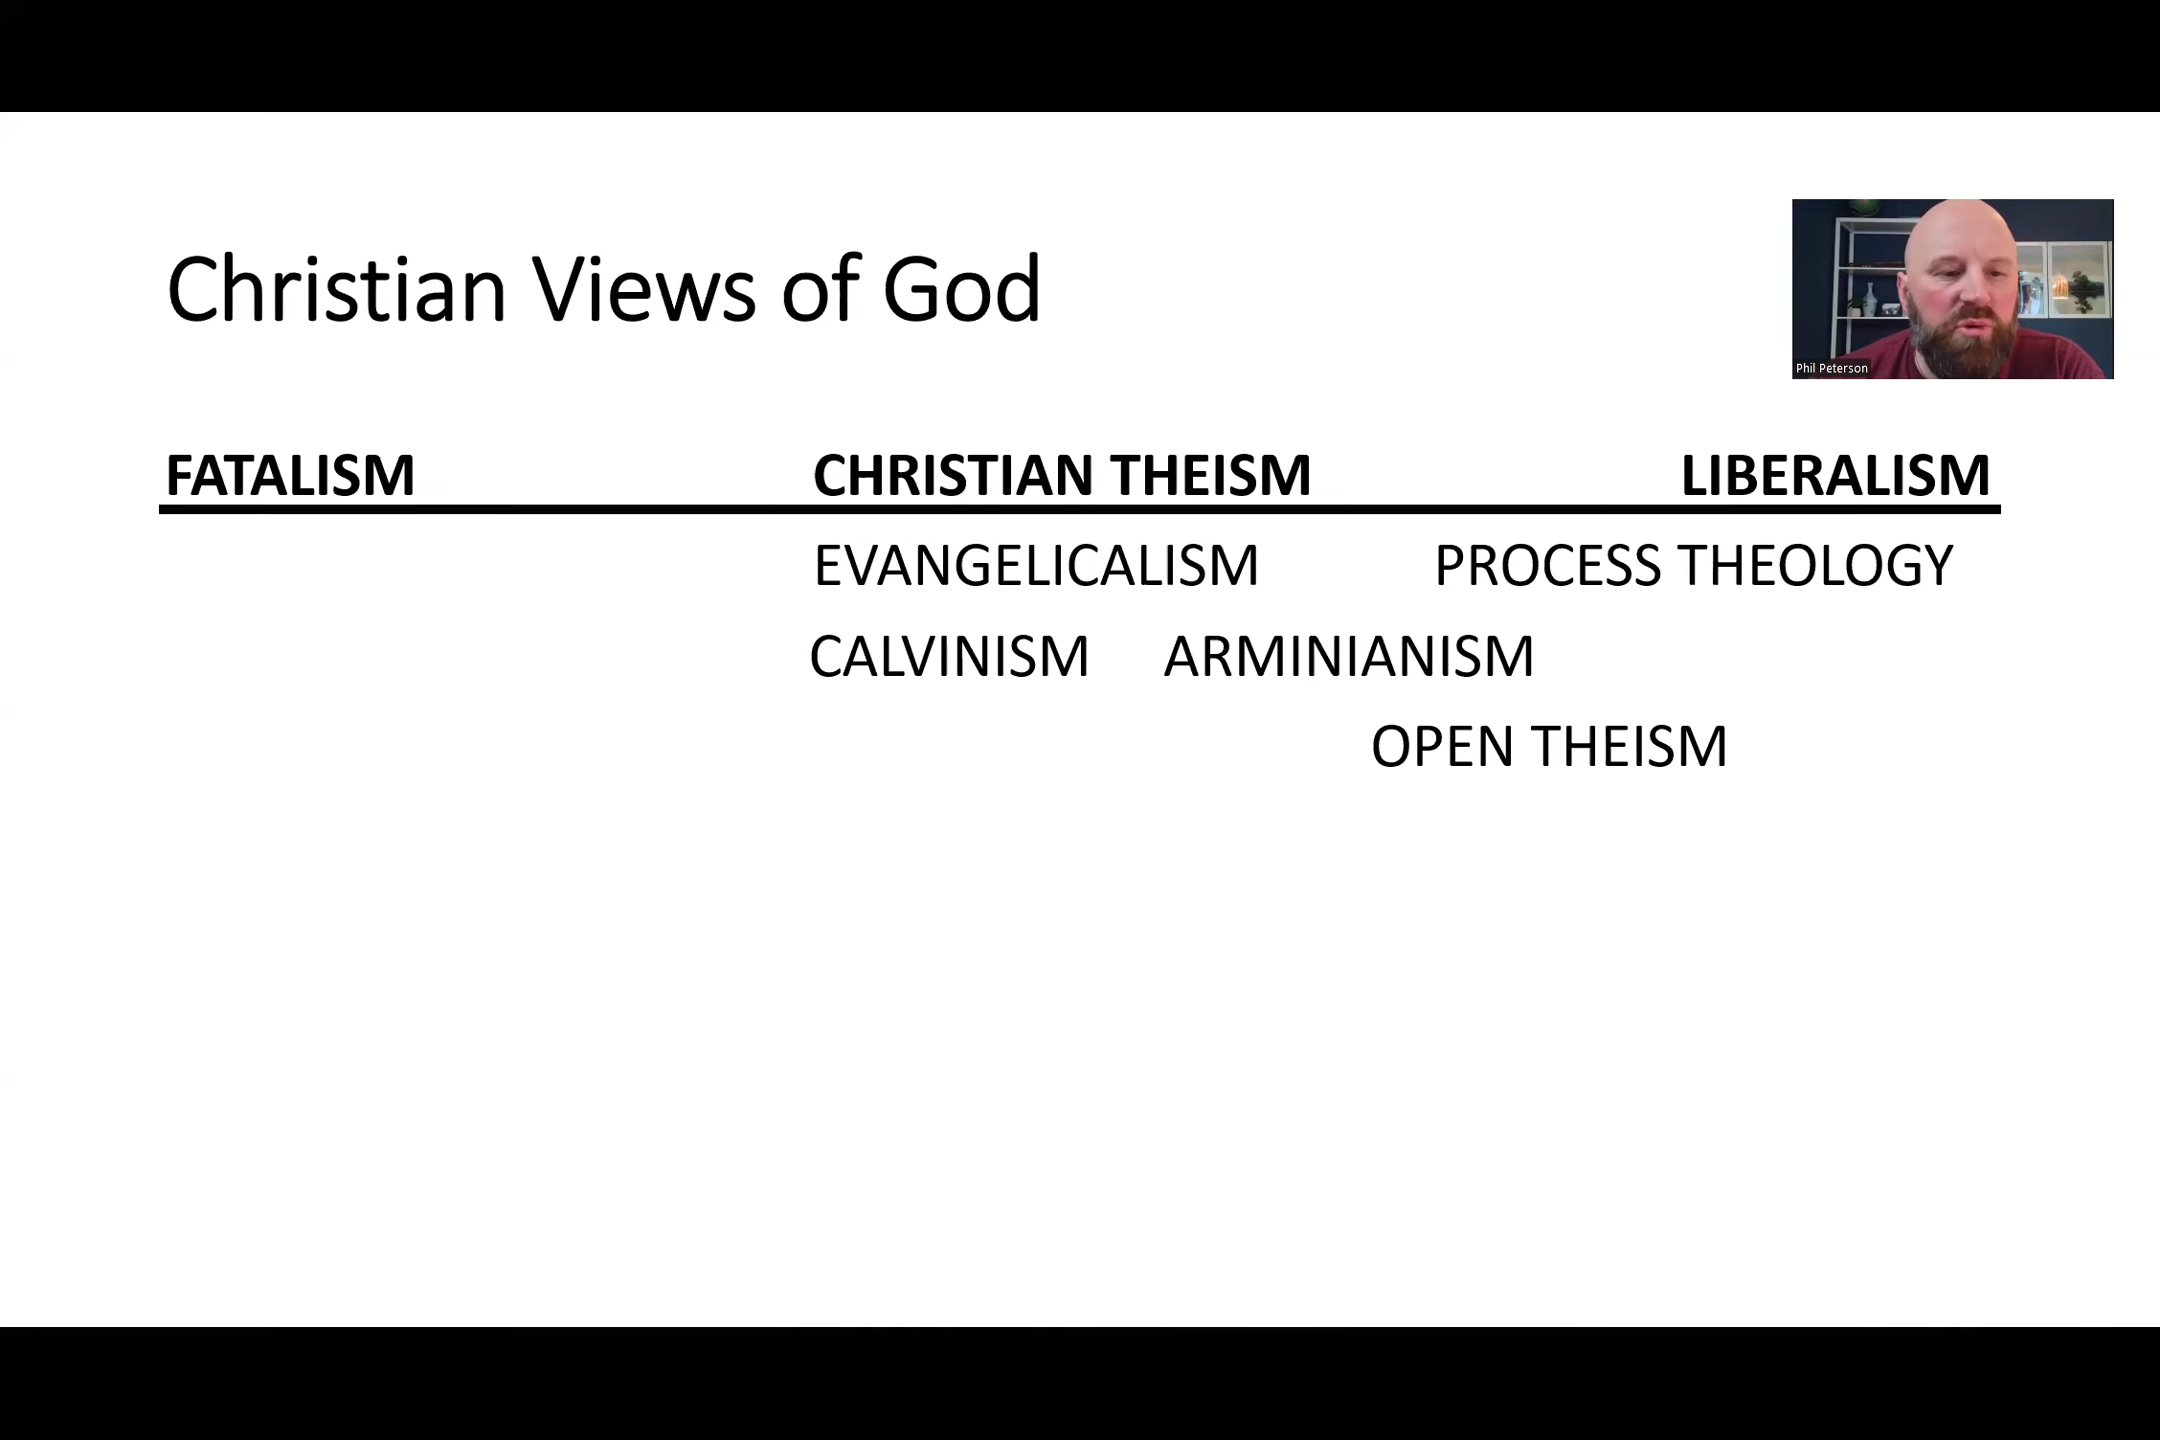 Christian Views of God
Phil Peterson
FATALISM CHRISTIAN THEISM LIBERALISM
EVANGELICALISM PROCESS THEOLOGY
CALVINISM ARMINIANISM
OPEN THEISM